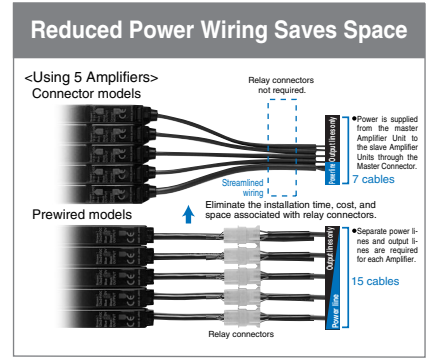 Reduced Power Wiring Saves Space
<Using 5 Amplifiers>
Connector models
Relay connectors
not required.
Power line
Output lines only
●Power is supplied
from the master
Amplifier Unit to
the slave Amplifier
Units through the
Master Connector.
7 cables
Streamlined
wiring
Eliminate the installation time, cost, and
space associated with relay connectors.
Prewired models
Output lines only
Power line
●Separate power li-
nes and output li-
nes are required
for each Amplifier.
15 cables
Relay connectors